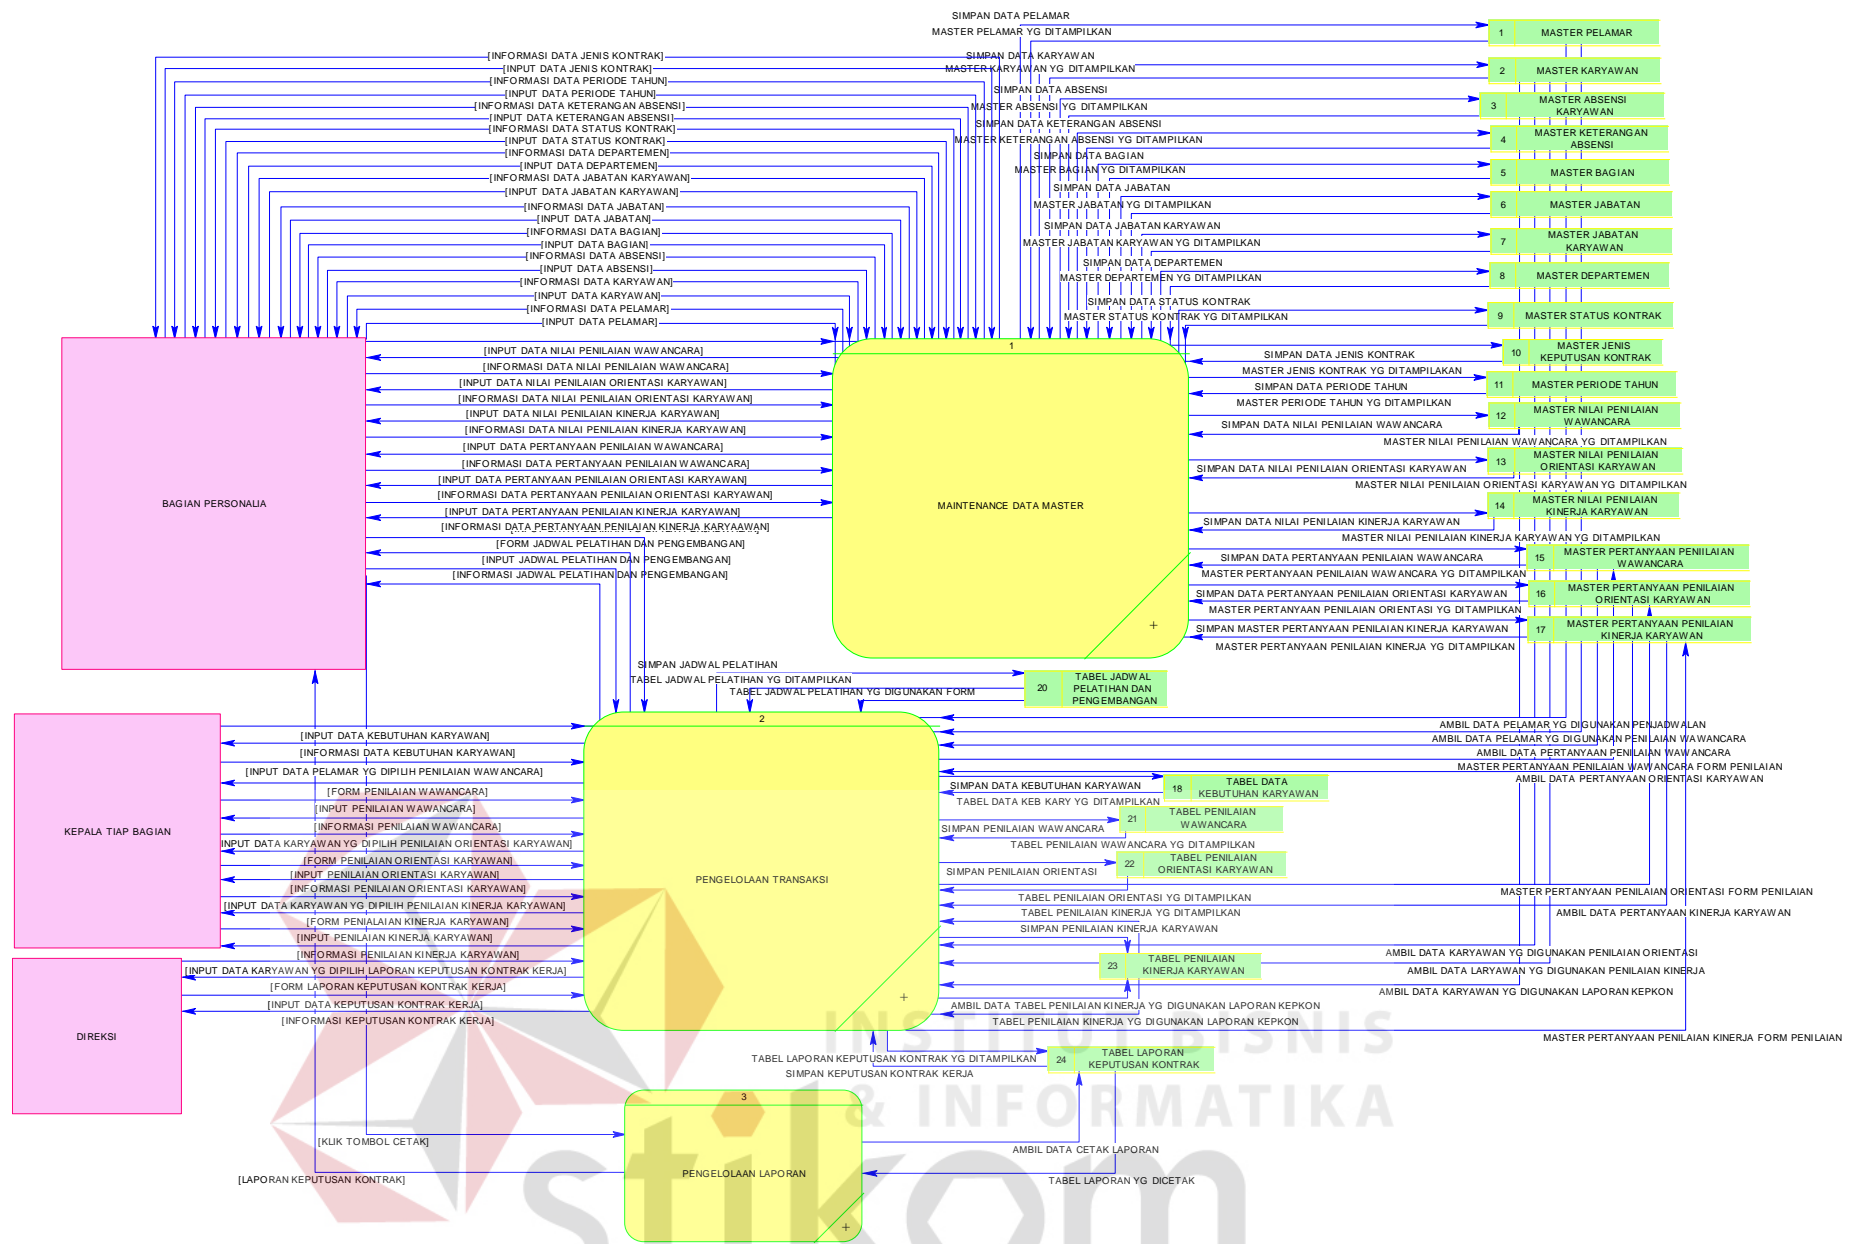 SIMPAN DATA PELAMAR
MASTER PELAMAR YG DITAMPILKAN
1 MASTER PELAMAR
[INFORMASI DATA JENIS KONTRAK]
SIMPAN DATA KARYAWAN
[INPUT DATA JENIS KONTRAK]
MASTER KARYAWAN YG DITAMPILKAN
2 MASTER KARYAWAN
[INFORMASI DATA PERIODE TAHUN]
SIMPAN DATA ABSENSI
[INPUT DATA PERIODE TAHUN]
[INFORMASI DATA KETERANGAN ABSENSI]
MASTER ABSENSI YG DITAMPILKAN
3 MASTER ABSENSI
KARYAWAN
[INPUT DATA KETERANGAN ABSENSI]
SIMPAN DATA KETERANGAN ABSENSI
[INFORMASI DATA STATUS KONTRAK]
[INPUT DATA STATUS KONTRAK]
MASTER KETERANGAN ABSENSI YG DITAMPILKAN
4 MASTER KETERANGAN
ABSENSI
[INFORMASI DATA DEPARTEMEN]
SIMPAN DATA BAGIAN
[INPUT DATA DEPARTEMEN]
MASTER BAGIAN YG DITAMPILKAN
5 MASTER BAGIAN
[INFORMASI DATA JABATAN KARYAWAN]
[INPUT DATA JABATAN KARYAWAN]
SIMPAN DATA JABATAN
[INFORMASI DATA JABATAN]
MASTER JABATAN YG DITAMPILKAN
6 MASTER JABATAN
[INPUT DATA JABATAN]
SIMPAN DATA JABATAN KARYAWAN
[INFORMASI DATA BAGIAN]
[INPUT DATA BAGIAN]
MASTER JABATAN KARYAWAN YG DITAMPILKAN
7 MASTER JABATAN
KARYAWAN
[INFORMASI DATA ABSENSI]
SIMPAN DATA DEPARTEMEN
[INPUT DATA ABSENSI]
MASTER DEPARTEMEN YG DITAMPILKAN
8 MASTER DEPARTEMEN
[INFORMASI DATA KARYAWAN]
[INPUT DATA KARYAWAN]
SIMPAN DATA STATUS KONTRAK
[INFORMASI DATA PELAMAR]
MASTER STATUS KONTRAK YG DITAMPILKAN
9 MASTER STATUS KONTRAK
[INPUT DATA PELAMAR]
1
MAINTENANCE DATA MASTER
+
BAGIAN PERSONALIA
[INPUT DATA NILAI PENILAIAN WAWANCARA]
[INFORMASI DATA NILAI PENILAIAN WAWANCARA]
[INPUT DATA NILAI PENILAIAN ORIENTASI KARYAWAN]
[INFORMASI DATA NILAI PENILAIAN ORIENTASI KARYAWAN]
[INPUT DATA NILAI PENILAIAN KINERJA KARYAWAN]
[INFORMASI DATA NILAI PENILAIAN KINERJA KARYAWAN]
[INPUT DATA PERTANYAAN PENILAIAN WAWANCARA]
[INFORMASI DATA PERTANYAAN PENILAIAN WAWANCARA]
[INPUT DATA PERTANYAAN PENILAIAN ORIENTASI KARYAWAN]
[INFORMASI DATA PERTANYAAN PENILAIAN ORIENTASI KARYAWAN]
[INPUT DATA PERTANYAAN PENILAIAN KINERJA KARYAWAN]
[INFORMASI DATA PERTANYAAN PENILAIAN KINERJA KARYAAWAN]
[FORM JADWAL PELATIHAN DAN PENGEMBANGAN]
[INPUT JADWAL PELATIHAN DAN PENGEMBANGAN]
[INFORMASI JADWAL PELATIHAN DAN PENGEMBANGAN]
10 MASTER JENIS
KEPUTUSAN KONTRAK
SIMPAN DATA JENIS KONTRAK
MASTER JENIS KONTRAK YG DITAMPILAKAN
11 MASTER PERIODE TAHUN
SIMPAN DATA PERIODE TAHUN
MASTER PERIODE TAHUN YG DITAMPILKAN
12 MASTER NILAI PENILAIAN
WAWANCARA
SIMPAN DATA NILAI PENILAIAN WAWANCARA
MASTER NILAI PENILAIAN WAWANCARA YG DITAMPILKAN
13 MASTER NILAI PENILAIAN
ORIENTASI KARYAWAN
SIMPAN DATA NILAI PENILAIAN ORIENTASI KARYAWAN
MASTER NILAI PENILAIAN ORIENTASI KARYAWAN YG DITAMPILKAN
14 MASTER NILAI PENILAIAN
KINERJA KARYAWAN
SIMPAN DATA NILAI PENILAIAN KINERJA KARYAWAN
MASTER NILAI PENILAIAN KINERJA KARYAWAN YG DITAMPILKAN
15 MASTER PERTANYAAN PENIILAIAN
WAWANCARA
SIMPAN DATA PERTANYAAN PENILAIAN WAWANCARA
MASTER PERTANYAAN PENILAIAN WAWANCARA YG DITAMPILKAN
16 MASTER PERTANYAAN PENILAIAN
ORIENTASI KARYAWAN
SIMPAN DATA PERTANYAAN PENILAIAN ORIENTASI KARYAWAN
MASTER PERTANYAAN PENILAIAN ORIENTASI YG DITAMPILKAN
17 MASTER PERTANYAAN PENILAIAN
KINERJA KARYAWAN
SIMPAN MASTER PERTANYAAN PENILAIAN KINERJA KARYAWAN
MASTER PERTANYAAN PENILAIAN KINERJA YG DITAMPILKAN
SIMPAN JADWAL PELATIHAN
TABEL JADWAL PELATIHAN YG DITAMPILKAN
TABEL JADWAL PELATIHAN YG DIGUNAKAN FORM
20 TABEL JADWAL
PELATIHAN DAN
PENGEMBANGAN
2
PENGELOLAAN TRANSAKSI
+
KEPALA TIAP BAGIAN
[INPUT DATA KEBUTUHAN KARYAWAN]
[INFORMASI DATA KEBUTUHAN KARYAWAN]
[INPUT DATA PELAMAR YG DIPILIH PENILAIAN WAWANCARA]
[FORM PENILAIAN WAWANCARA]
[INPUT PENILAIAN WAWANCARA]
[INFORMASI PENILAIAN WAWANCARA]
INPUT DATA KARYAWAN YG DIPILIH PENILAIAN ORIENTASI KARYAWAN]
[FORM PENILAIAN ORIENTASI KARYAWAN]
[INPUT PENILAIAN ORIENTASI KARYAWAN]
[INFORMASI PENILAIAN ORIENTASI KARYAWAN]
[INPUT DATA KARYAWAN YG DIPILIH PENILAIAN KINERJA KARYAWAN]
[FORM PENIALAIAN KINERJA KARYAWAN]
[INPUT PENILAIAN KINERJA KARYAWAN]
[INFORMASI PENILAIAN KINERJA KARYAWAN]
[INPUT DATA KARYAWAN YG DIPILIH LAPORAN KEPUTUSAN KONTRAK KERJA]
[FORM LAPORAN KEPUTUSAN KONTRAK KERJA]
[INPUT DATA KEPUTUSAN KONTRAK KERJA]
[INFORMASI KEPUTUSAN KONTRAK KERJA]
DIREKSI
AMBIL DATA PELAMAR YG DIGUNAKAN PENJADWALAN
AMBIL DATA PELAMAR YG DIGUNAKAN PENILAIAN WAWANCARA
AMBIL DATA PERTANYAAN PENILAIAN WAWANCARA
MASTER PERTANYAAN PENILAIAN WAWANCARA FORM PENILAIAN
AMBIL DATA PERTANYAAN ORIENTASI KARYAWAN
SIMPAN DATA KEBUTUHAN KARYAWAN
18 TABEL DATA
KEBUTUHAN KARYAWAN
TABEL DATA KEB KARY YG DITAMPILKAN
21 TABEL PENILAIAN
WAWANCARA
SIMPAN PENILAIAN WAWANCARA
TABEL PENILAIAN WAWANCARA YG DITAMPILKAN
22 TABEL PENILAIAN
ORIENTASI KARYAWAN
SIMPAN PENILAIAN ORIENTASI
MASTER PERTANYAAN PENILAIAN ORIENTASI FORM PENILAIAN
TABEL PENILAIAN ORIENTASI YG DITAMPILKAN
AMBIL DATA PERTANYAAN KINERJA KARYAWAN
TABEL PENILAIAN KINERJA YG DITAMPILKAN
SIMPAN PENILAIAN KINERJA KARYAWAN
AMBIL DATA KARYAWAN YG DIGUNAKAN PENILAIAN ORIENTASI
23 TABEL PENILAIAN
KINERJA KARYAWAN
AMBIL DATA LARYAWAN YG DIGUNAKAN PENILAIAN KINERJA
AMBIL DATA KARYAWAN YG DIGUNAKAN LAPORAN KEPKON
AMBIL DATA TABEL PENILAIAN KINERJA YG DIGUNAKAN LAPORAN KEPKON
TABEL PENILAIAN KINERJA YG DIGUNAKAN LAPORAN KEPKON
MASTER PERTANYAAN PENILAIAN KINERJA FORM PENILAIAN
TABEL LAPORAN KEPUTUSAN KONTRAK YG DITAMPILKAN
24 TABEL LAPORAN
KEPUTUSAN KONTRAK
SIMPAN KEPUTUSAN KONTRAK KERJA
INSTITUT BISNIS
& INFORMATIKA
stikom
3
PENGELOLAAN LAPORAN
+
[KLIK TOMBOL CETAK]
[LAPORAN KEPUTUSAN KONTRAK]
AMBIL DATA CETAK LAPORAN
TABEL LAPORAN YG DICETAK